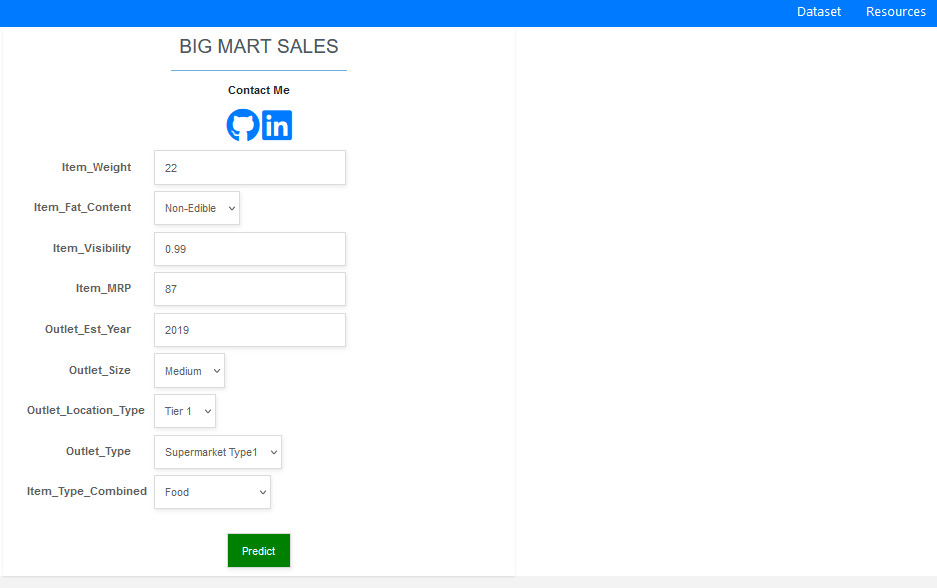 Dataset Resources
BIG MART SALES
Contact Me
in
Item_Weight 22
Item_Fat_Content Non-Edible
Item_Visibility 0.99
Item_MRP 87
Outlet_Est_Year 2019
Outlet_Size Medium
Outlet_Location_Type Tier 1
Outlet_Type Supermarket Type1
Item_Type_Combined Food
Predict